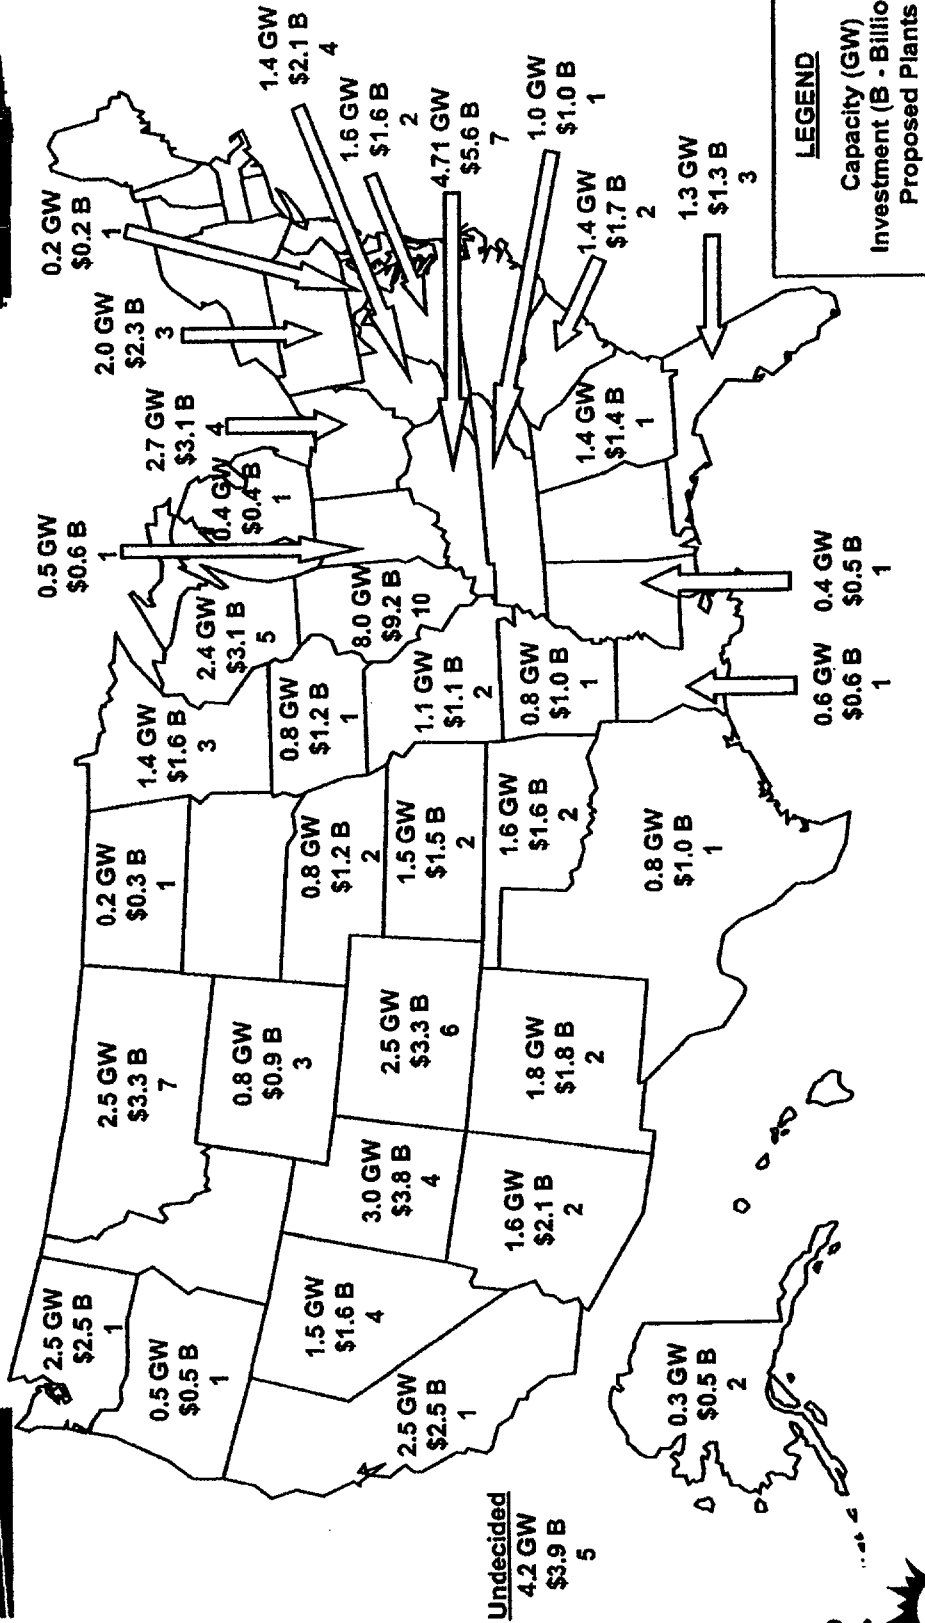 2.5 GW
$2.5 B
1
0.5 GW
$0.5 B
1
1.5 GW
$1.6 B
4
2.5 GW
$2.5 B
1
3.0 GW
$3.8 B
4
1.6 GW
$2.1 B
2
2.5 GW
$3.3 B
7
0.8 GW
$0.9 B
3
2.5 GW
$3.3 B
6
1.8 GW
$1.8 B
2
0.2 GW
$0.3 B
1
0.8 GW
$1.2 B
2
1.5 GW
$1.5 B
2
1.6 GW
$1.6 B
2
0.8 GW
$1.0 B
1
1.4 GW
$1.6 B
3
0.8 GW
$1.2 B
1
1.1 GW
$1.1 B
2
0.8 GW
$1.0 B
1
0.6 GW
$0.6 B
1
2.4 GW
$3.1 B
5
8.0 GW
$9.2 B
10
0.4 GW
$0.5 B
1
0.5 GW
$0.6 B
1
0.4 GW
$0.4 B
1
2.7 GW
$3.1 B
4
2.0 GW
$2.3 B
3
0.2 GW
$0.2 B
1
1.4 GW
$2.1 B
4
1.6 GW
$1.6 B
2
4.71 GW
$5.6 B
7
1.0 GW
$1.0 B
1
1.4 GW
$1.7 B
2
1.4 GW
$1.4 B
1
1.3 GW
$1.3 B
3
Undecided
4.2 GW
$3.9 B
5
0.3 GW
$0.5 B
2
LEGEND
Capacity (GW)
Investment (B - Billio
Proposed Plants